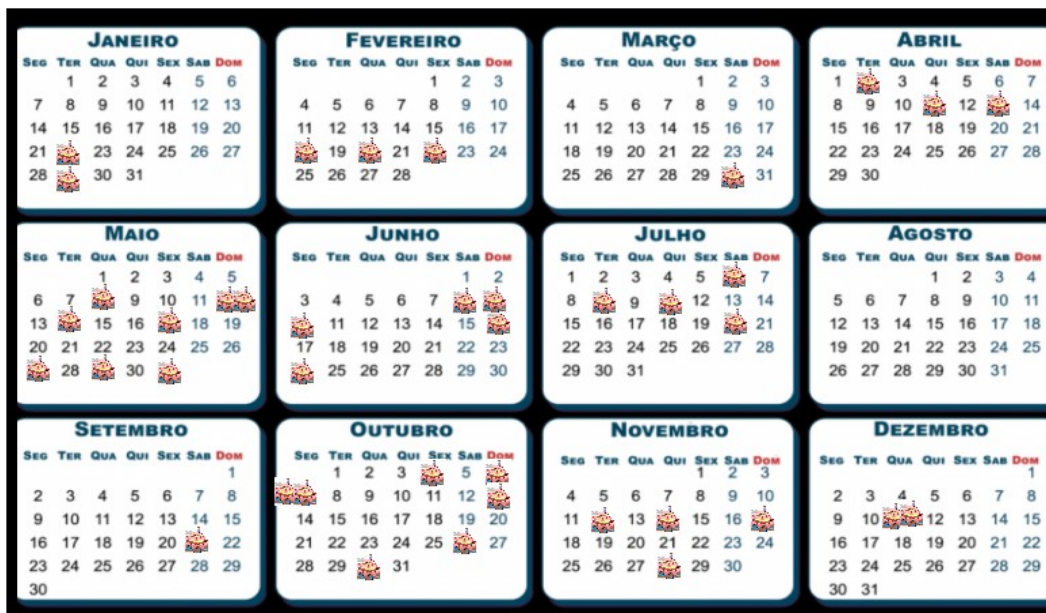 JANEIRO
SEG TER QUA QUI SEX SAB DOM
1 2 3 4 5 6
7 8 9 10 11 12 13
14 15 16 17 18 19 20
21 23 24 25 26 27
28 30 31
FEVEREIRO
SEG TER QUA QUI SEX SAB DOM
1 2 3
4 5 6 7 8 9 10
11 12 13 14 15 16 17
19 21 23 24
25 26 27 28
MARÇO
SEG TER QUA QUI SEX SAB DOM
1 2 3
4 5 6 7 8 9 10
11 12 13 14 15 16 17
18 19 20 21 22 23 24
25 26 27 28 29 31
ABRIL
SEG TER QUA QUI SEX SAB DOM
1 3 4 5 6 7
8 9 10 12 14
15 16 17 18 19 20 21
22 23 24 25 26 27 28
29 30
MAIO
SEG TER QUA QUI SEX SAB DOM
1 2 3 4 5
6 7 9 10 11
13 15 16 18 19
20 21 22 23 24 25 26
28 30
JUNHO
SEG TER QUA QUI SEX SAB DOM
1 2
3 4 5 6 7
11 12 13 14 15
17 18 19 20 21 22 23
25 26 27 28 29 30
JULHO
SEG TER QUA QUI SEX SAB DOM
1 2 3 4 5 7
8 9 12 13 14
15 16 17 18 19 21
22 23 24 25 26 27 28
29 30 31
AGOSTO
SEG TER QUA QUI SEX SAB DOM
1 2 3 4
5 6 7 8 9 10 11
12 13 14 15 16 17 18
19 20 21 22 23 24 25
26 27 28 29 30 31
SETEMBRO
SEG TER QUA QUI SEX SAB DOM
1
2 3 4 5 6 7 8
9 10 11 12 13 14 15
16 17 18 19 20 22
23 24 25 26 27 28 29
30
OUTUBRO
SEG TER QUA QUI SEX SAB DOM
1 2 3 5
8 9 10 11 12
14 15 16 17 18 19 20
21 22 23 24 25 27
28 29 31
NOVEMBRO
SEG TER QUA QUI SEX SAB DOM
1 2 3
4 5 6 7 8 9 10
11 13 15 16
18 19 20 21 22 23 24
25 26 27 29 30
DEZEMBRO
SEG TER QUA QUI SEX SAB DOM
1
2 3 4 5 6 7 8
9 10 12 13 14 15
16 17 18 19 20 21 22
23 24 25 26 27 28 29
30 31